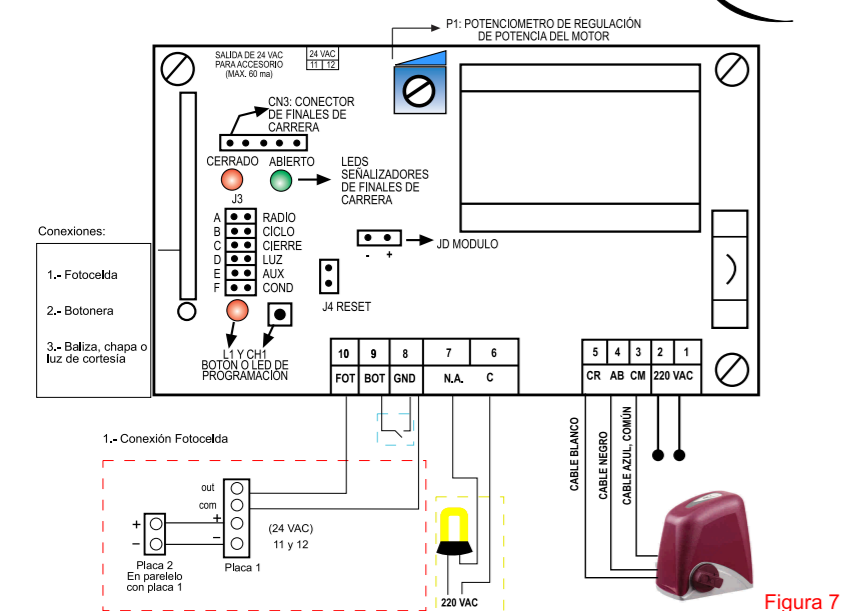 P1: POTENCIOMETRO DE REGULACIÓN
DE POTENCIA DEL MOTOR
SALIDA DE 24 VAC
PARA ACCESORIO
(MAX. 60 ma)
24 VAC
11 12
CN3: CONECTOR
DE FINALES DE
CARRERA
CERRADO ABIERTO
LEDS
SEÑALIZADORES
DE FINALES DE
CARRERA
J3
A RADIO
B CICLO
C CIERRE
D LUZ
E AUX
F COND
- +
JD MODULO
J4 RESET
L1 Y CH1
BOTON O LED DE
PROGRAMACIÓN
Conexiones:
1.- Fotocelda
2.- Botonera
3.- Baliza, chapa o
luz de cortesía
10 9 8 7 6
FOT BOT GND N.A. C
5 4 3 2 1
CR AB CM 220 VAC
CABLE BLANCO
CABLE NEGRO
CABLE AZUL, COMÚN
1.- Conexión Fotocelda
out
com
+
-
+
-
(24 VAC)
11 y 12
Placa 2
En parelelo
con placa 1
Placa 1
220 VAC
Figura 7